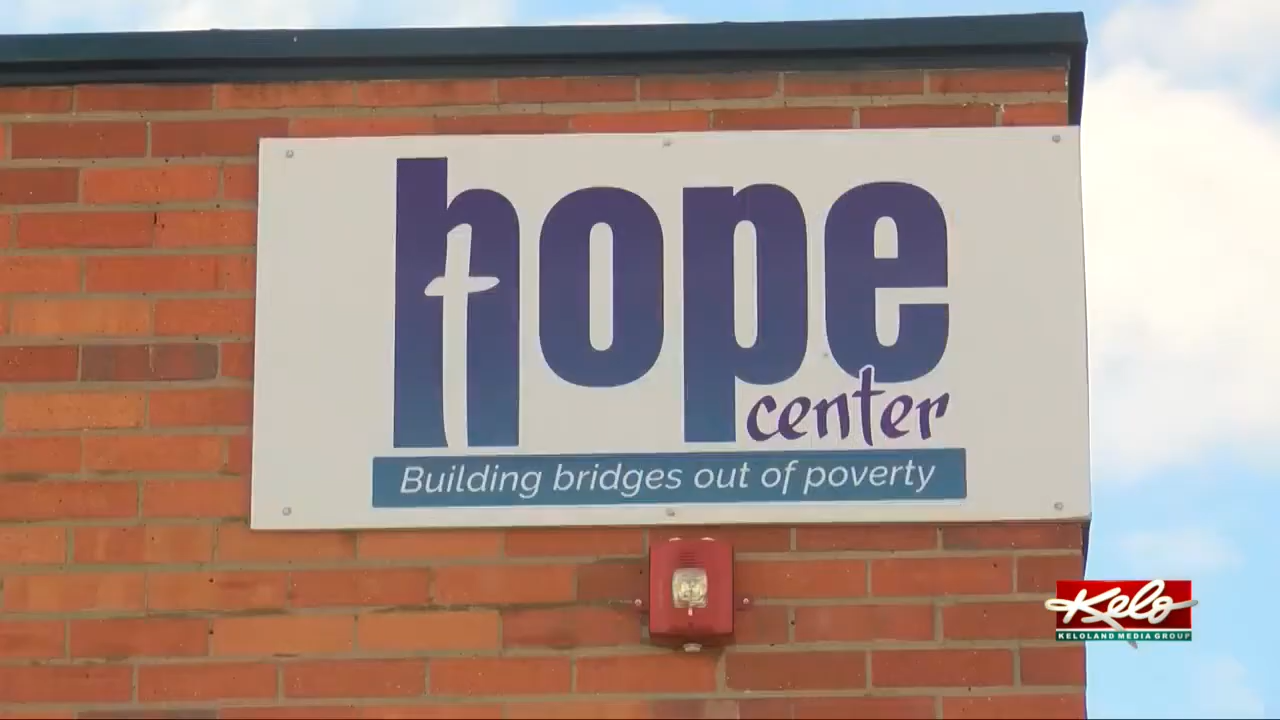 hope
center
Building bridges out of poverty
Kelo
KELOLAND MEDIA GROUP